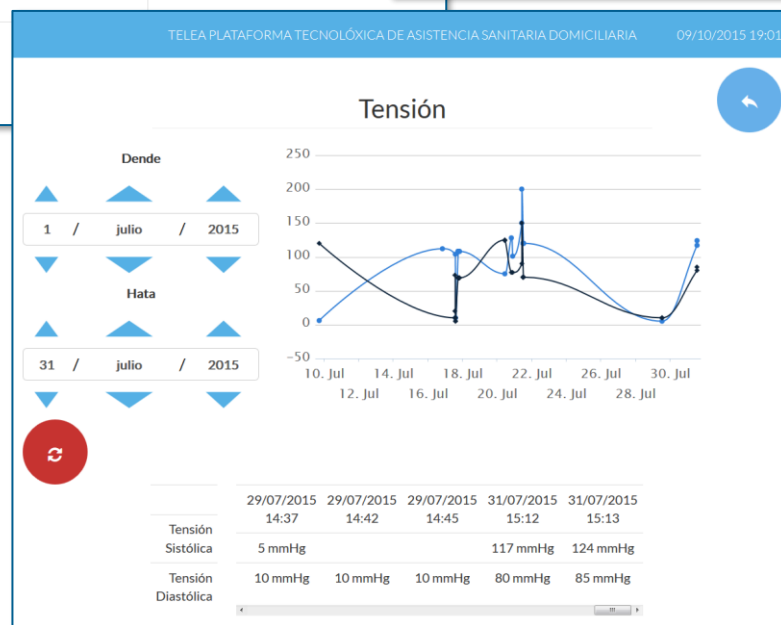 TELEA PLATAFORMA TECNOLÓXICA DE ASISTENCIA SANITARIA DOMICILIARIA 09/10/2015 19:01
Tensión
Dende
1 / julio / 2015
Hata
31 / julio / 2015
250
200
150
100
50
0
−50
10. Jul 14. Jul 18. Jul 22. Jul 26. Jul 30. Jul
12. Jul 16. Jul 20. Jul 24. Jul 28. Jul
29/07/2015 29/07/2015 29/07/2015 31/07/2015 31/07/2015
14:37 14:42 14:45 15:12 15:13
Tensión
Sistólica 5 mmHg 117 mmHg 124 mmHg
Tensión 10 mmHg 10 mmHg 10 mmHg 80 mmHg 85 mmHg
Diastólica